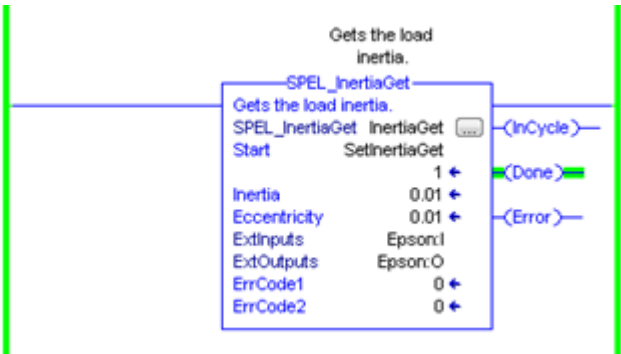 Gets the load
inertia.
SPEL_InertiaGet
Gets the load inertia.
SPEL_InertiaGet InertiaGet ... (InCycle)
Start SetInertiaGet
1 (Done)
Inertia 0.01
Eccentricity 0.01 (Error)
ExtInputs Epson:I
ExtOutputs Epson:O
ErrCode1 0
ErrCode2 0